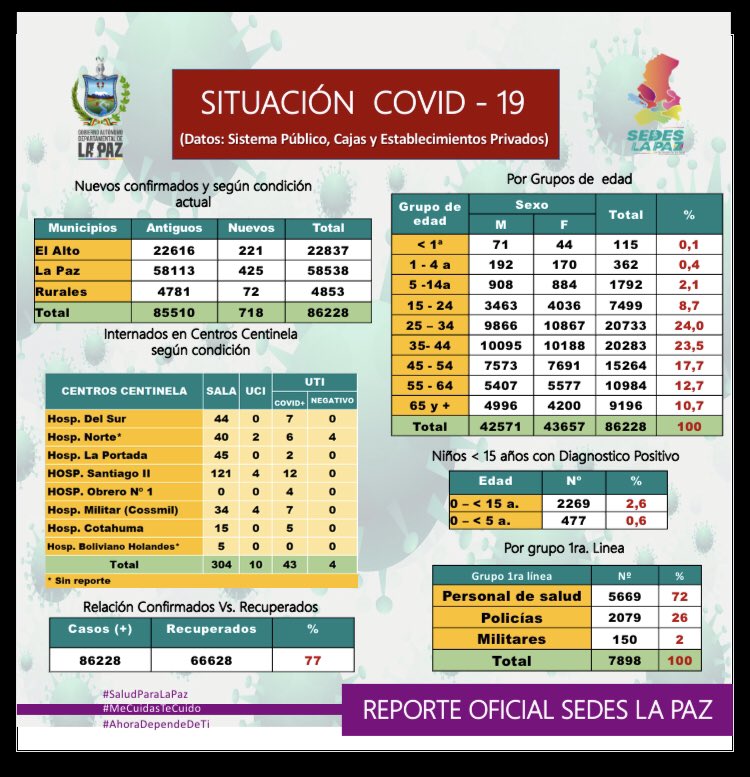 GOBIERNO AUTÓNOMO
DEPARTAMENTAL DE
LA PAZ
SITUACIÓN COVID - 19
(Datos: Sistema Público, Cajas y Establecimientos Privados)
SEDES
LA PAZ
Nuevos confirmados y según condición
actual
Municipios Antiguos Nuevos Total
El Alto 22616 221 22837
La Paz 58113 425 58538
Rurales 4781 72 4853
Total 85510 718 86228
Internados en Centros Centinela
según condición
CENTROS CENTINELA SALA UCI UTI
COVID+ NEGATIVO
Hosp. Del Sur 44 0 7 0
Hosp. Norte* 40 2 6 4
Hosp. La Portada 45 0 2 0
HOSP. Santiago II 121 4 12 0
HOSP. Obrero Nº 1 0 0 4 0
Hosp. Militar (Cossmil) 34 4 7 0
Hosp. Cotahuma 15 0 5 0
Hosp. Boliviano Holandes* 5 0 0 0
Total 304 10 43 4
* Sin reporte
Relación Confirmados Vs. Recuperados
Casos (+) Recuperados %
86228 66628 77
#SaludParaLaPaz
#MeCuidasTeCuido
#AhoraDependeDeTi
Por Grupos de edad
Grupo de edad Sexo Total %
M F
< 1ª 71 44 115 0,1
1 - 4 a 192 170 362 0,4
5 -14a 908 884 1792 2,1
15 - 24 3463 4036 7499 8,7
25 – 34 9866 10867 20733 24,0
35- 44 10095 10188 20283 23,5
45 - 54 7573 7691 15264 17,7
55 - 64 5407 5577 10984 12,7
65 y + 4996 4200 9196 10,7
Total 42571 43657 86228 100
Niños < 15 años con Diagnostico Positivo
Edad Nº %
0 – < 15 a. 2269 2,6
0 – < 5 a. 477 0,6
Por grupo 1ra. Linea
Grupo 1ra línea Nº %
Personal de salud 5669 72
Policías 2079 26
Militares 150 2
Total 7898 100
REPORTE OFICIAL SEDES LA PAZ